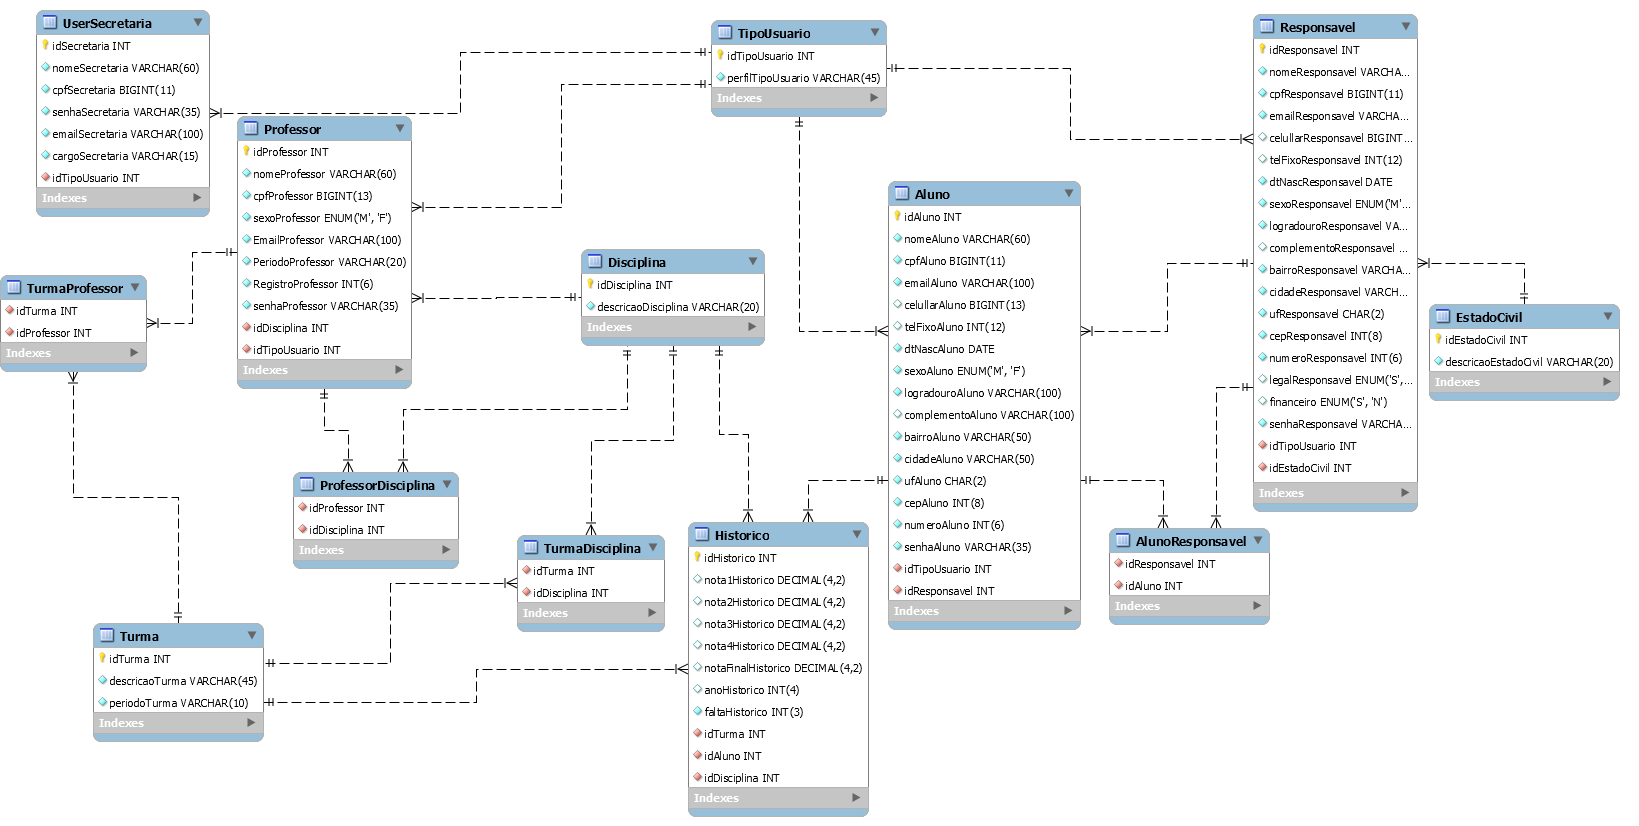 UserSecretaria
idSecretaria INT
nomeSecretaria VARCHAR(60)
cpfSecretaria BIGINT(11)
senhaSecretaria VARCHAR(35)
emailSecretaria VARCHAR(100)
cargoSecretaria VARCHAR(15)
idTipoUsuario INT
Indexes
Professor
idProfessor INT
nomeProfessor VARCHAR(60)
cpfProfessor BIGINT(13)
sexoProfessor ENUM('M', 'F')
EmailProfessor VARCHAR(100)
PeriodoProfessor VARCHAR(20)
RegistroProfessor INT(6)
senhaProfessor VARCHAR(35)
idDisciplina INT
idTipoUsuario INT
Indexes
TipoUsuario
idTipoUsuario INT
perfilTipoUsuario VARCHAR(45)
Indexes
Responsavel
idResponsavel INT
nomeResponsavel VARCHA...
cpfResponsavel BIGINT(11)
emailResponsavel VARCHA...
celullarResponsavel BIGINT...
telFixoResponsavel INT(12)
dtNascResponsavel DATE
sexoResponsavel ENUM('M'...
logradouroResponsavel VA...
complementoResponsavel ...
bairroResponsavel VARCHA...
cidadeResponsavel VARCH...
ufResponsavel CHAR(2)
cepResponsavel INT(8)
numeroResponsavel INT(6)
legalResponsavel ENUM('S',...
financeiro ENUM('S', 'N')
senhaResponsavel VARCHA...
idTipoUsuario INT
idEstadoCivil INT
Indexes
EstadoCivil
idEstadoCivil INT
descricaoEstadoCivil VARCHAR(20)
Indexes
Aluno
idAluno INT
nomeAluno VARCHAR(60)
cpfAluno BIGINT(11)
emailAluno VARCHAR(100)
celullarAluno BIGINT(13)
telFixoAluno INT(12)
dtNascAluno DATE
sexoAluno ENUM('M', 'F')
logradouroAluno VARCHAR(100)
complementoAluno VARCHAR(100)
bairroAluno VARCHAR(50)
cidadeAluno VARCHAR(50)
ufAluno CHAR(2)
cepAluno INT(8)
numeroAluno INT(6)
senhaAluno VARCHAR(35)
idTipoUsuario INT
idResponsavel INT
Indexes
Disciplina
idDisciplina INT
descricaoDisciplina VARCHAR(20)
Indexes
TurmaProfessor
idTurma INT
idProfessor INT
Indexes
ProfessorDisciplina
idProfessor INT
idDisciplina INT
Indexes
TurmaDisciplina
idTurma INT
idDisciplina INT
Indexes
Historico
idHistorico INT
nota1Historico DECIMAL(4,2)
nota2Historico DECIMAL(4,2)
nota3Historico DECIMAL(4,2)
nota4Historico DECIMAL(4,2)
notaFinalHistorico DECIMAL(4,2)
anoHistorico INT(4)
faltaHistorico INT(3)
idTurma INT
idAluno INT
idDisciplina INT
Indexes
AlunoResponsavel
idResponsavel INT
idAluno INT
Indexes
Turma
idTurma INT
descricaoTurma VARCHAR(45)
periodoTurma VARCHAR(10)
Indexes